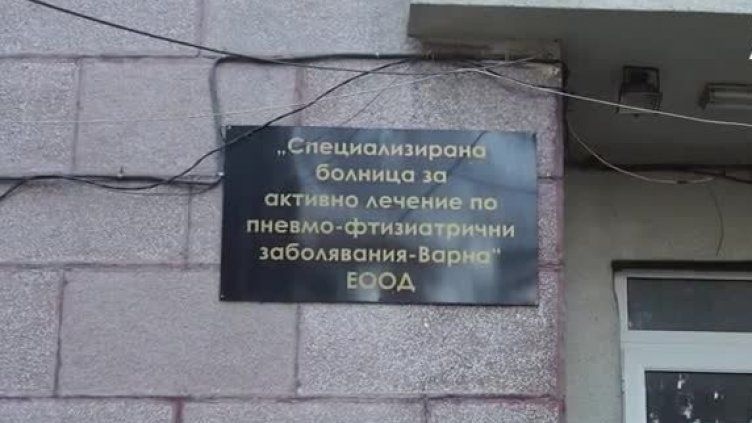 „Специализирана
болница за
активно лечение по
пневмо-фтизиатрични
заболявания-Варна“
ЕООД